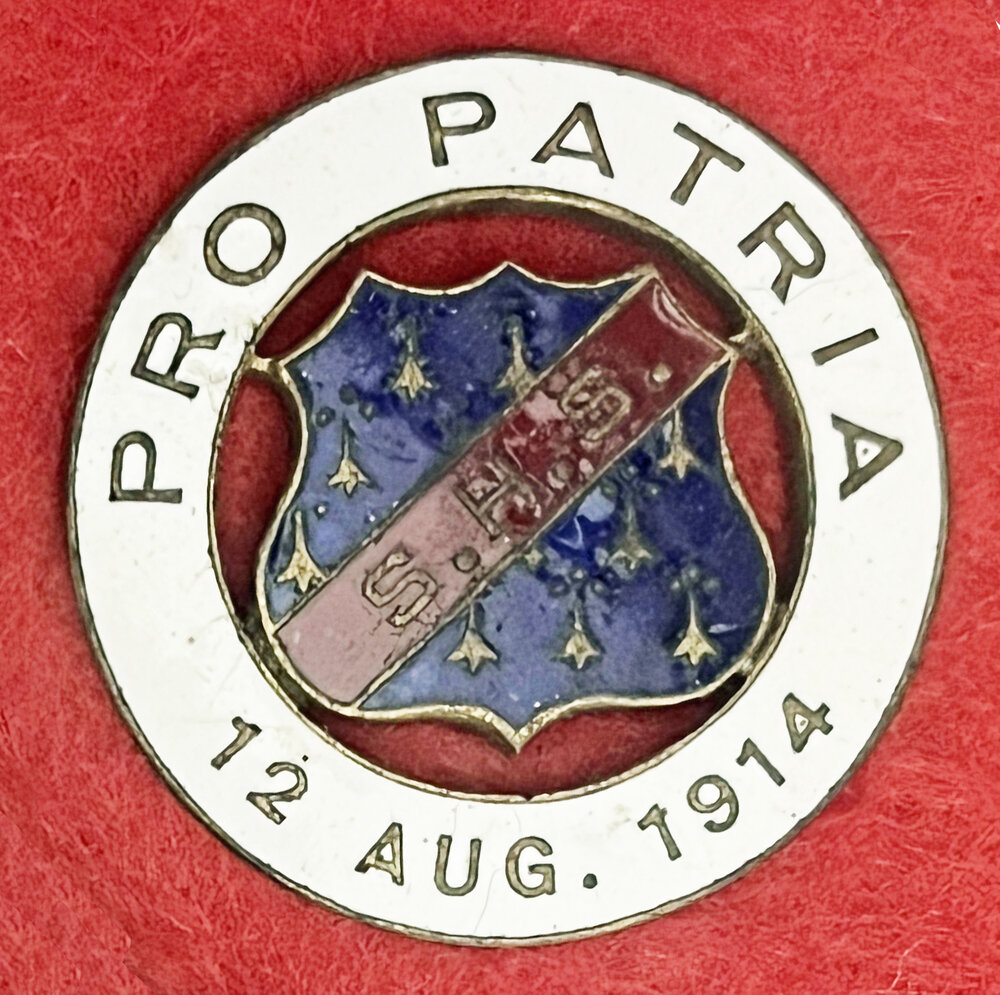 PRO PATRIA
S.H.S.
12 AUG. 1914